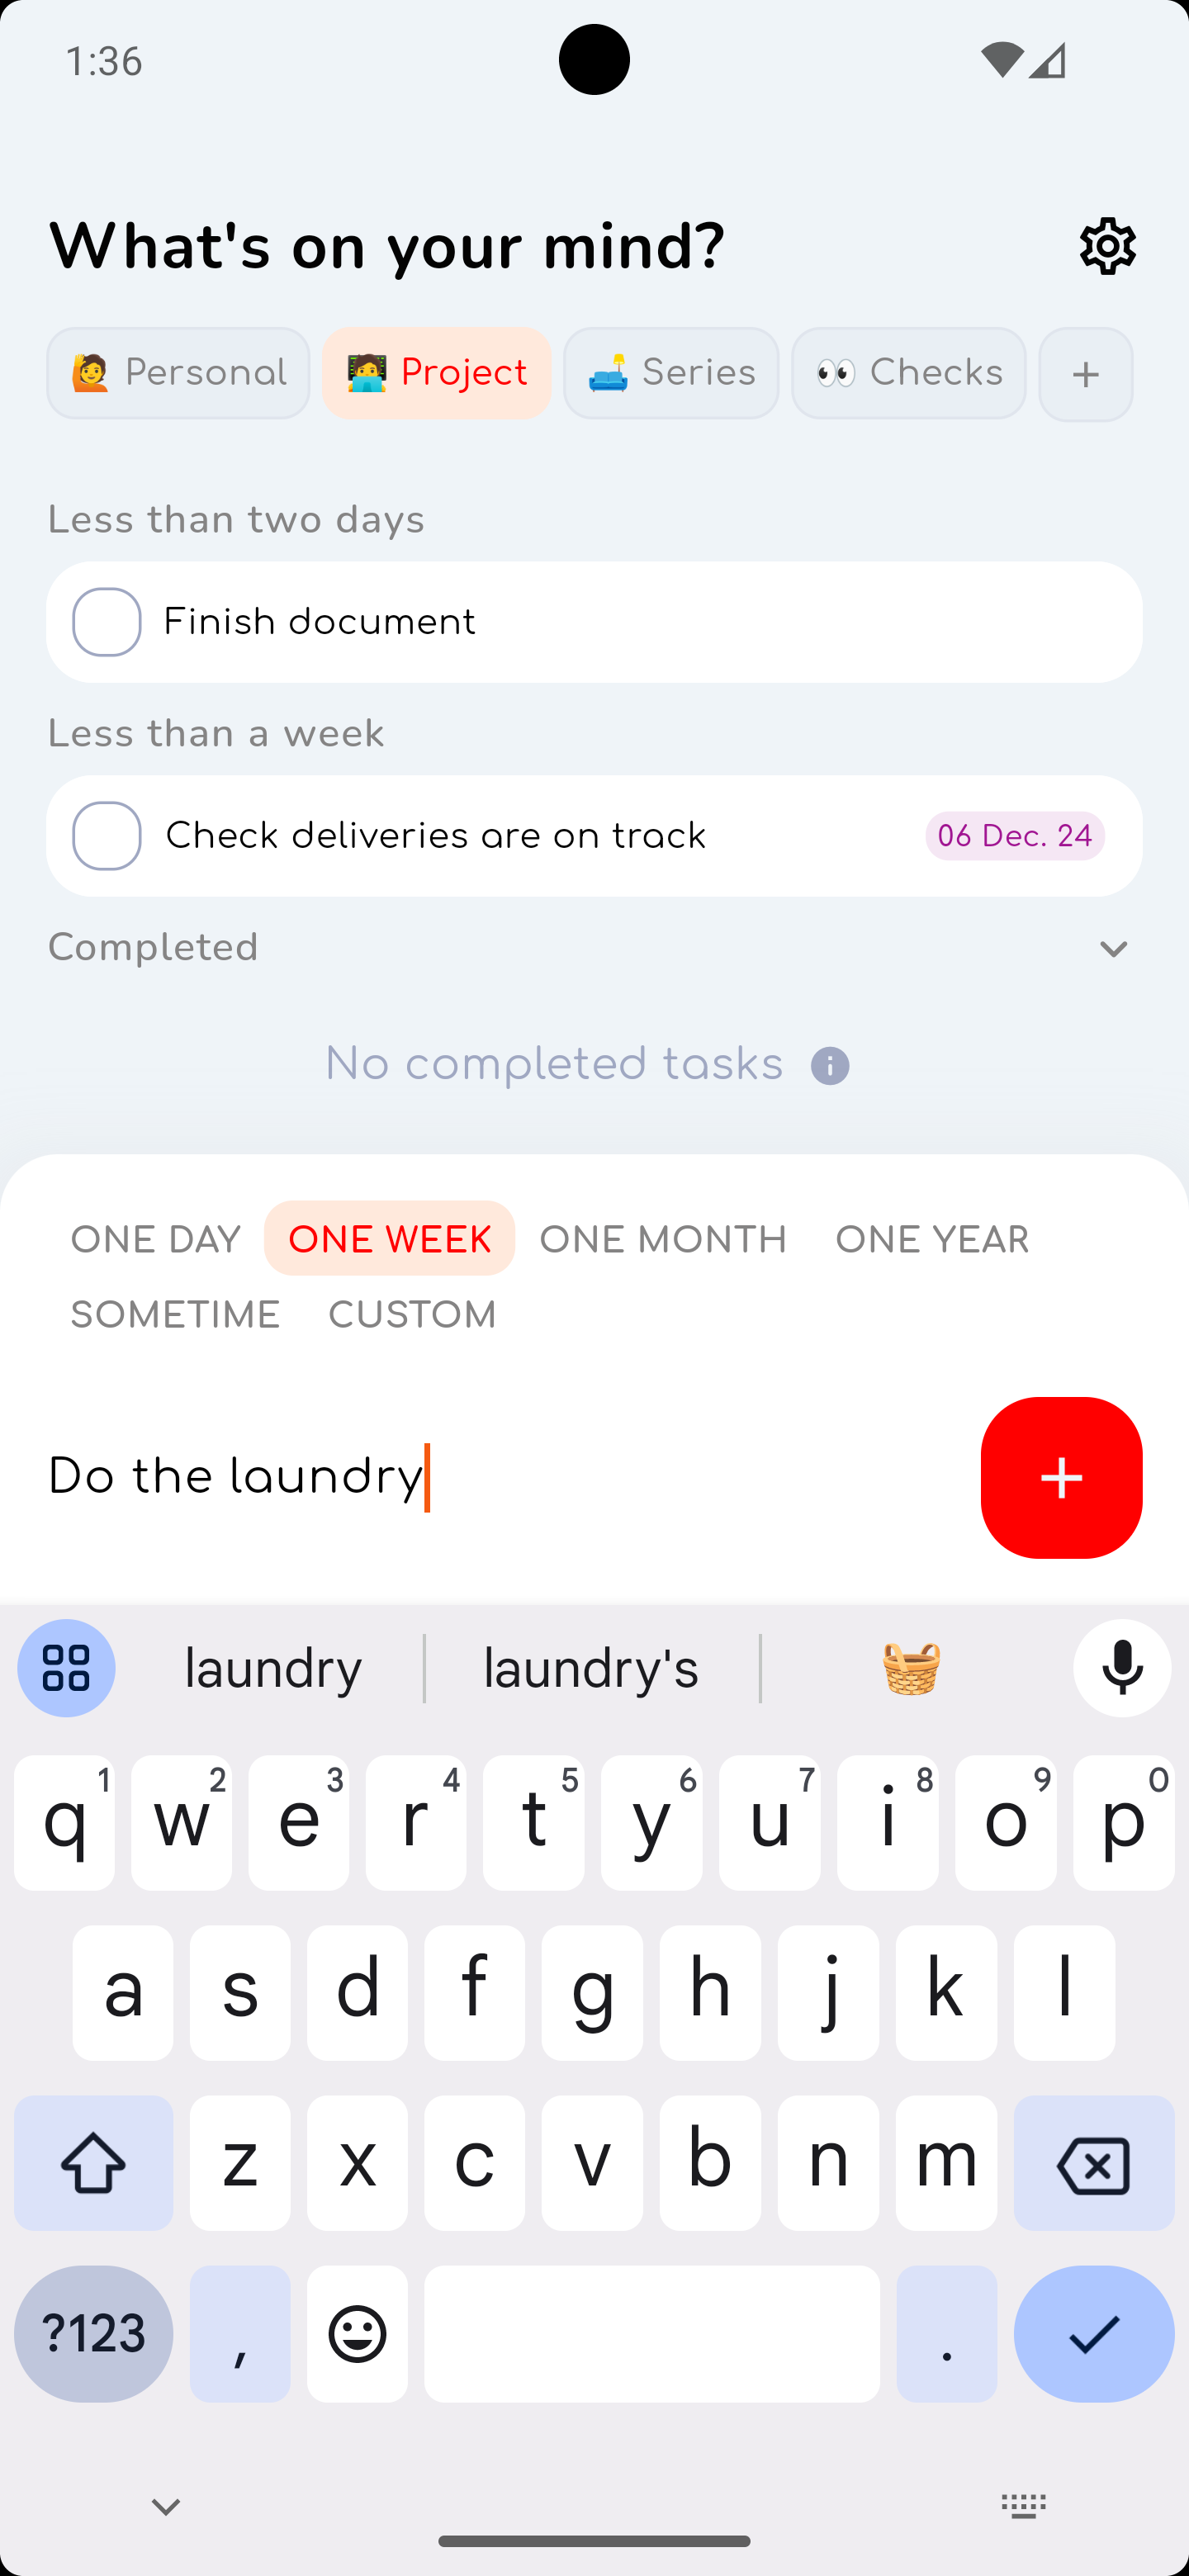 1:36
What's on your mind?
Personal Project Series Checks +
Less than two days
Finish document
Less than a week
Check deliveries are on track 06 Dec. 24
Completed
No completed tasks
ONE DAY ONE WEEK ONE MONTH ONE YEAR
SOMETIME CUSTOM
Do the laundry +
laundry laundry's
q 1 w 2 e 3 r 4 t 5 y 6 u 7 i 8 o 9 p 0
a s d f g h j k l
z x c v b n m
?123 , .